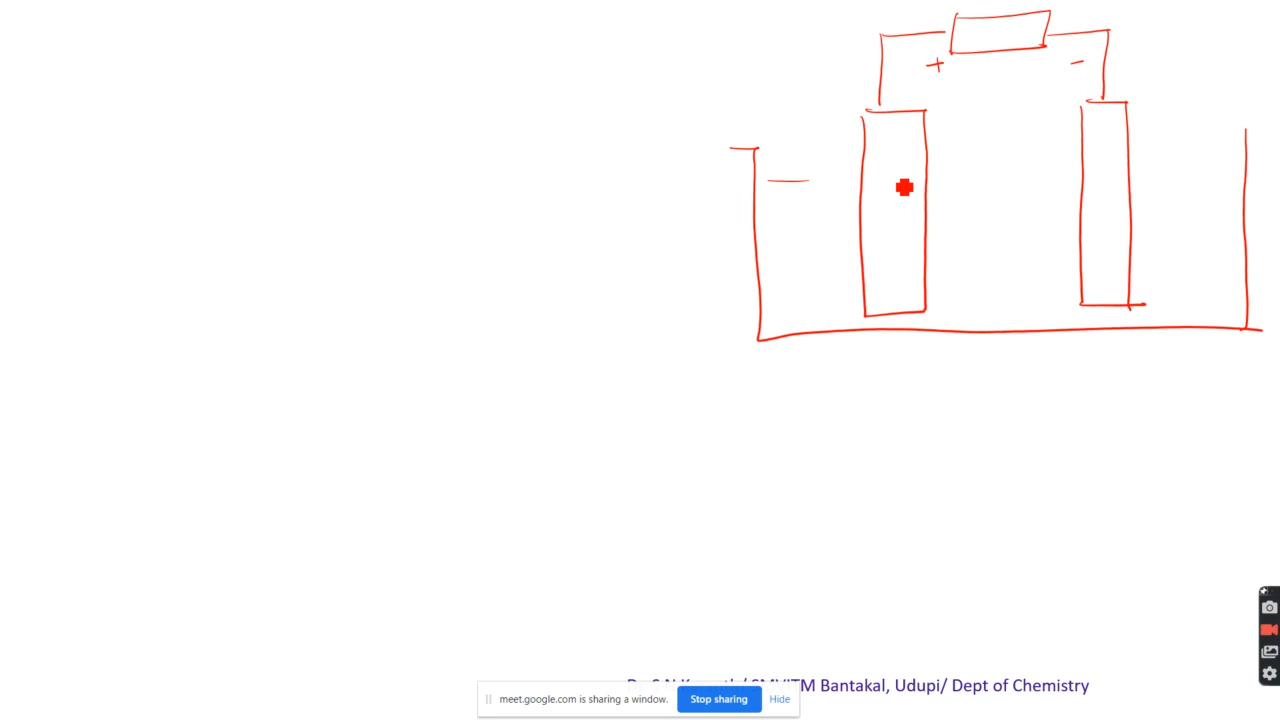 + -
SMVITM Bantakal, Udupi/ Dept of Chemistry
meet.google.com is sharing a window. Stop sharing Hide